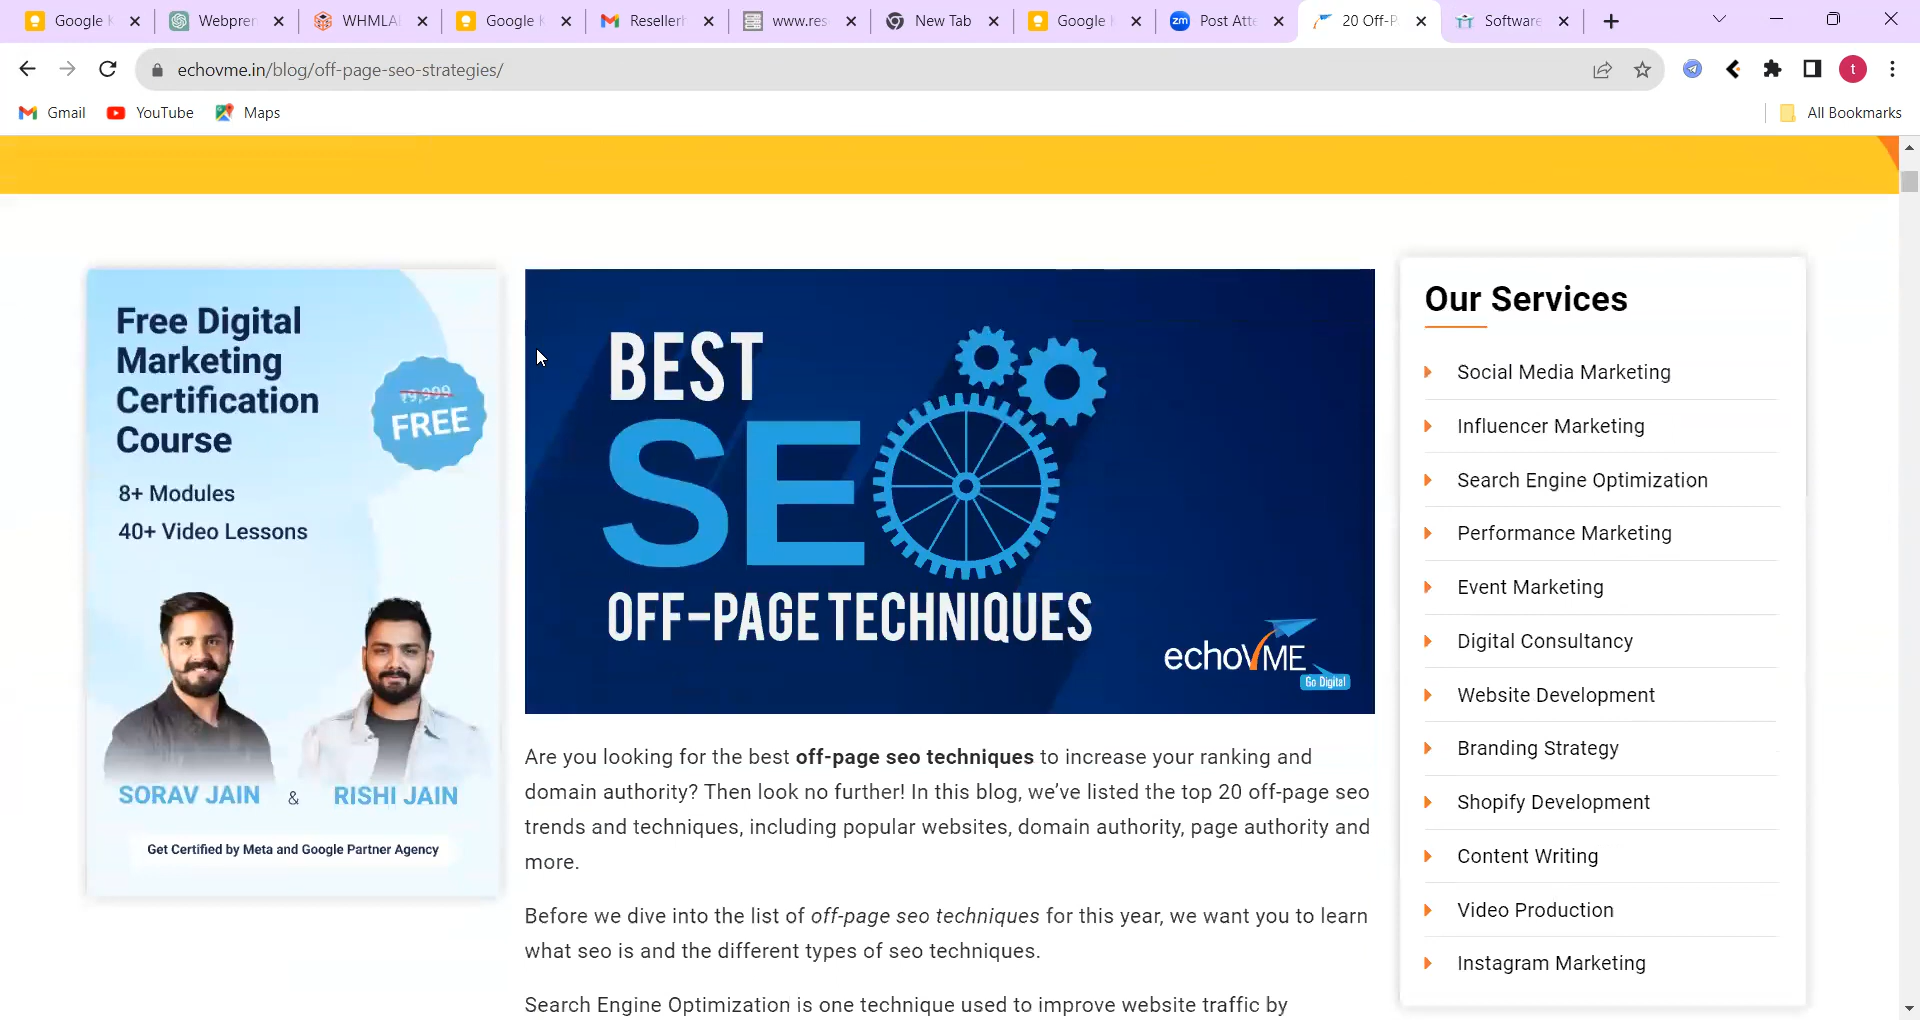 Google K
Webpren
WHMLA
Google K
Resellerh
www.res
New Tab
Google
zm Post Atte
20 Off-P
Software
echovme.in/blog/off-page-seo-strategies/
t
Gmail
YouTube
Maps
All Bookmarks
Free Digital
Marketing
Certification
Course
₹9,999
FREE
8+ Modules
40+ Video Lessons
SORAV JAIN & RISHI JAIN
Get Certified by Meta and Google Partner Agency
BEST
SEO
OFF-PAGE TECHNIQUES
echoVME
Go Digital
Are you looking for the best off-page seo techniques to increase your ranking and
domain authority? Then look no further! In this blog, we’ve listed the top 20 off-page seo
trends and techniques, including popular websites, domain authority, page authority and
more.
Before we dive into the list of off-page seo techniques for this year, we want you to learn
what seo is and the different types of seo techniques.
Search Engine Optimization is one technique used to improve website traffic by
Our Services
Social Media Marketing
Influencer Marketing
Search Engine Optimization
Performance Marketing
Event Marketing
Digital Consultancy
Website Development
Branding Strategy
Shopify Development
Content Writing
Video Production
Instagram Marketing